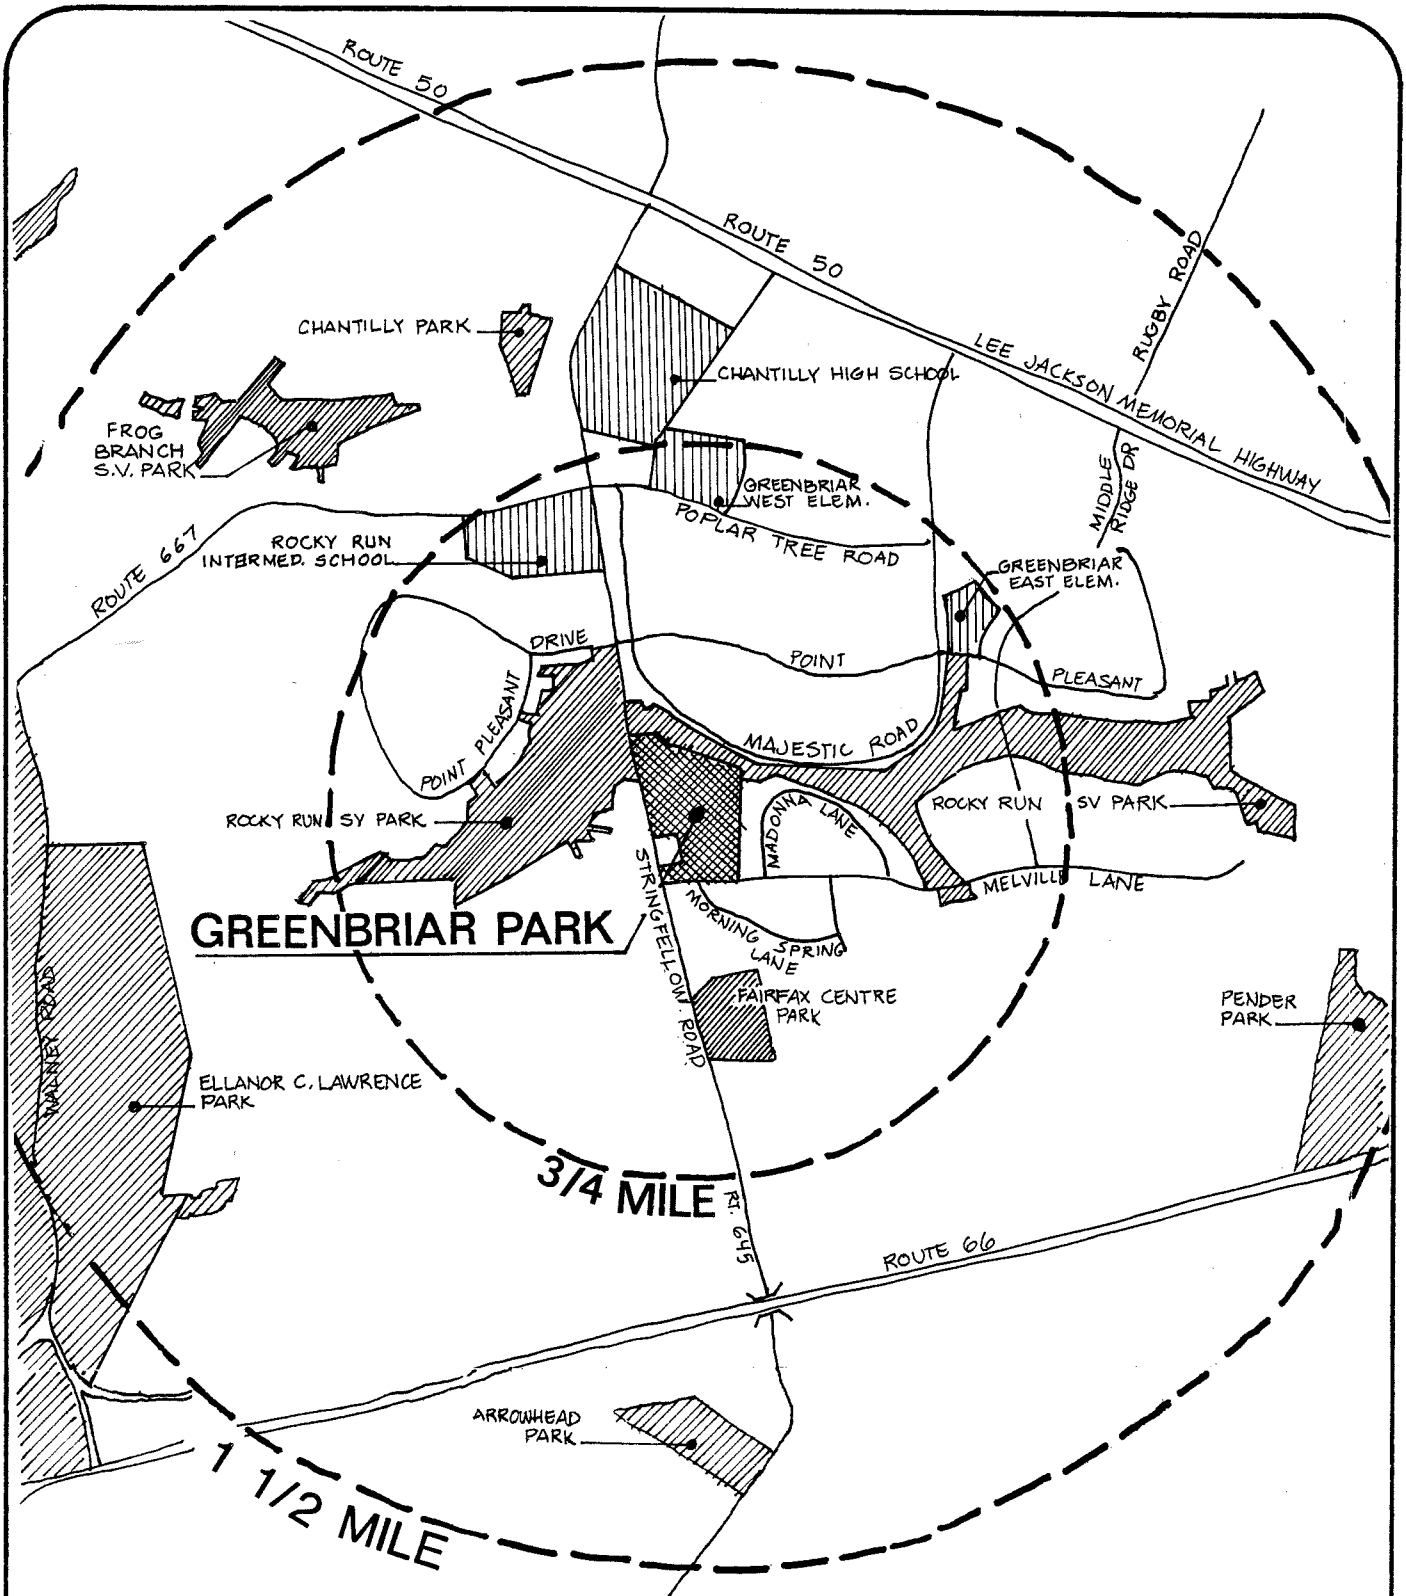 ROUTE 50
ROUTE 50
RUGBY ROAD
LEE JACKSON MEMORIAL HIGHWAY
CHANTILLY PARK
CHANTILLY HIGH SCHOOL
FROG
BRANCH
S.V. PARK
MIDDLE
RIDGE DR
GREENBRIAR
WEST ELEM.
POPLAR TREE ROAD
ROUTE 667
ROCKY RUN
INTERMED. SCHOOL
GREENBRIAR
EAST ELEM.
DRIVE
POINT
PLEASANT
POINT PLEASANT
MAJESTIC ROAD
ROCKY RUN SV PARK
ROCKY RUN SV PARK
MADONNA LANE
STRINGFELLOW ROAD
MELVILLE LANE
MORNING SPRING
LANE
GREENBRIAR PARK
FAIRFAX CENTRE
PARK
PENDER
PARK
WALNEY ROAD
ELLANOR C. LAWRENCE
PARK
3/4 MILE
RT. 645
ROUTE 66
ARROWHEAD
PARK
1 1/2 MILE